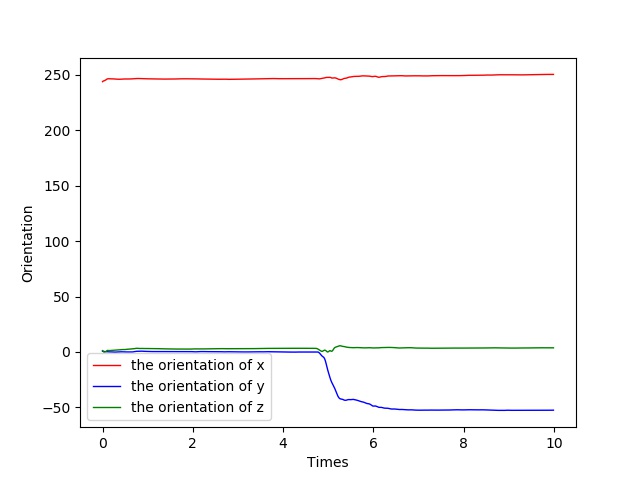 250
200
150
100
50
0
−50
Orientation
the orientation of x
the orientation of y
the orientation of z
0 2 4 6 8 10
Times